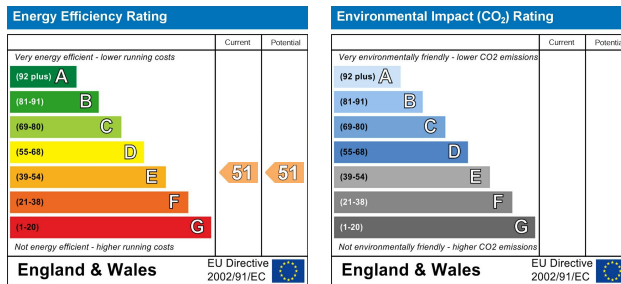 Energy Efficiency Rating
Current Potential
Very energy efficient - lower running costs
(92 plus) A
(81-91) B
(69-80) C
(55-68) D
(39-54) E
51 51
(21-38) F
(1-20) G
Not energy efficient - higher running costs
England & Wales
EU Directive
2002/91/EC
Environmental Impact (CO₂) Rating
Current Potential
Very environmentally friendly - lower CO2 emissions
(92 plus) A
(81-91) B
(69-80) C
(55-68) D
(39-54) E
(21-38) F
(1-20) G
Not environmentally friendly - higher CO2 emissions
England & Wales
EU Directive
2002/91/EC